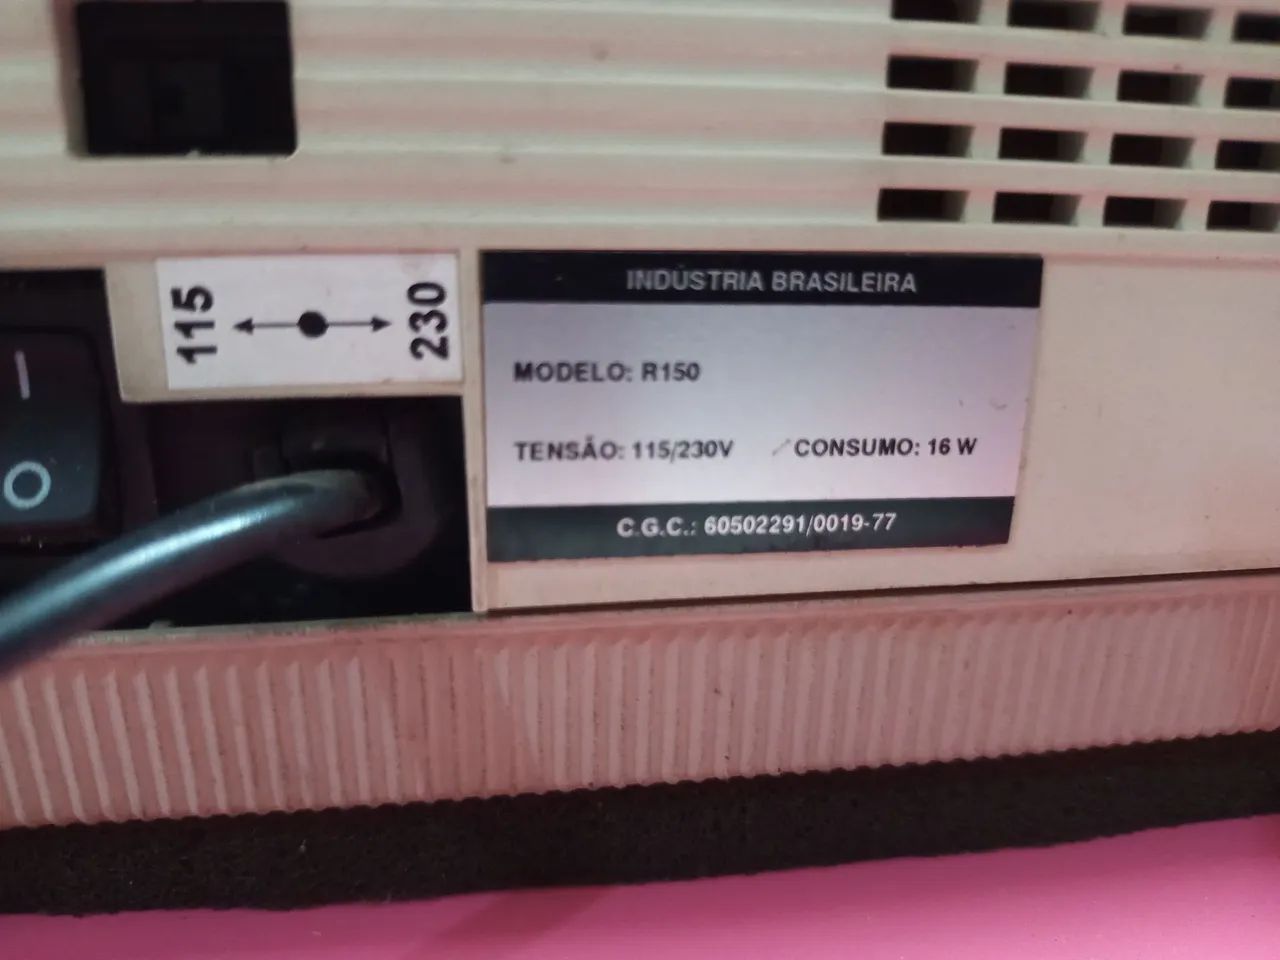 115
230
INDÚSTRIA BRASILEIRA
MODELO: R150
TENSÃO: 115/230V CONSUMO: 16 W
C.G.C.: 60502291/0019-77
I
O